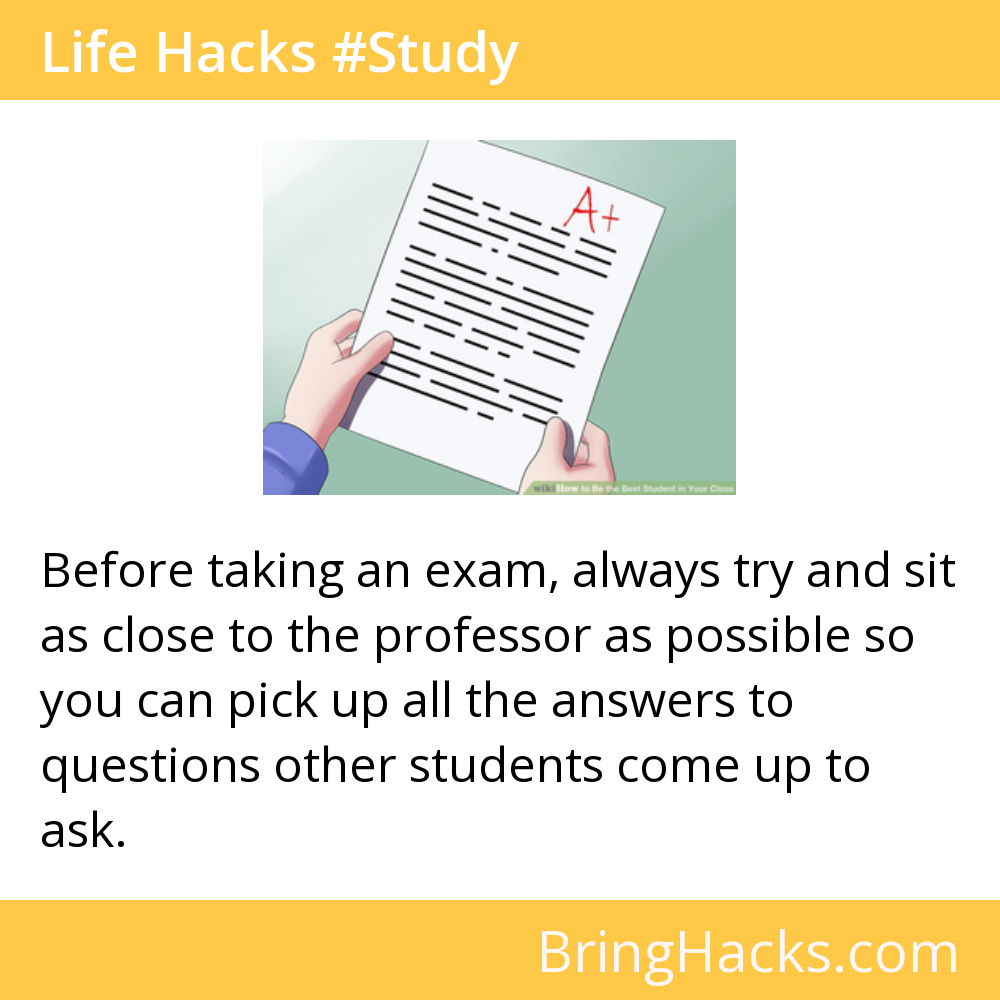 Life Hacks #Study
A+
wikiHow to Be the Best Student in Your Class
Before taking an exam, always try and sit
as close to the professor as possible so
you can pick up all the answers to
questions other students come up to
ask.
BringHacks.com